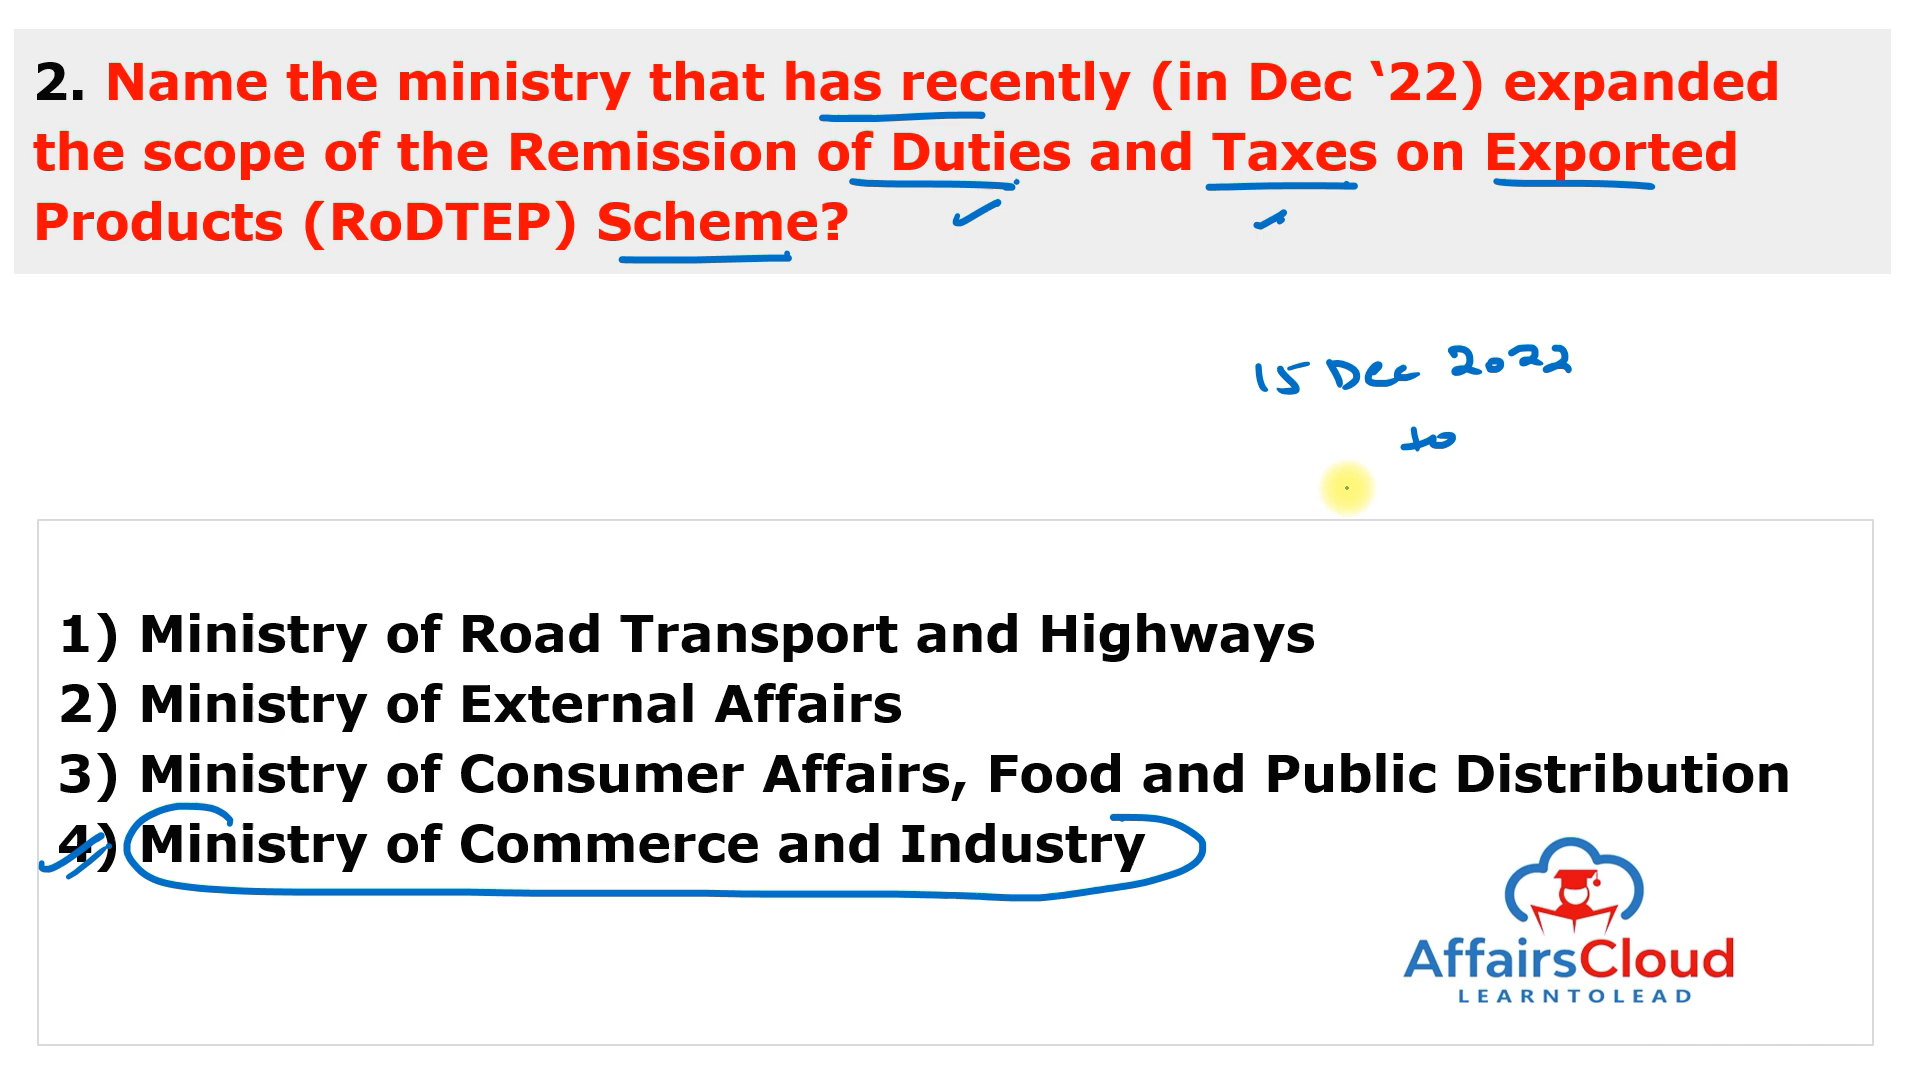 2. Name the ministry that has recently (in Dec ‘22) expanded
the scope of the Remission of Duties and Taxes on Exported
Products (RoDTEP) Scheme?
15 Dec 2022
to
1) Ministry of Road Transport and Highways
2) Ministry of External Affairs
3) Ministry of Consumer Affairs, Food and Public Distribution
4) Ministry of Commerce and Industry
AffairsCloud
LEARNTOLEAD